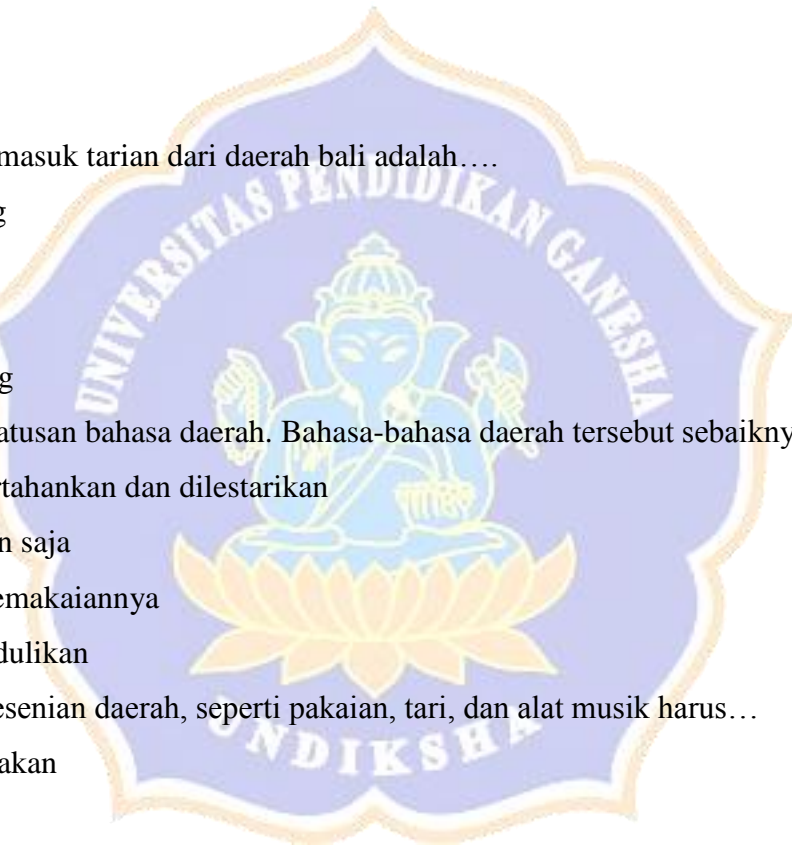 masuk tarian dari daerah bali adalah….
g
g
atusan bahasa daerah. Bahasa-bahasa daerah tersebut sebaikny
rtahankan dan dilestarikan
n saja
emakaiannya
dulikan
esenian daerah, seperti pakaian, tari, dan alat musik harus…
akan
UNIVERSITAS PENDIDIKAN GANESHA
UNDIKSHA